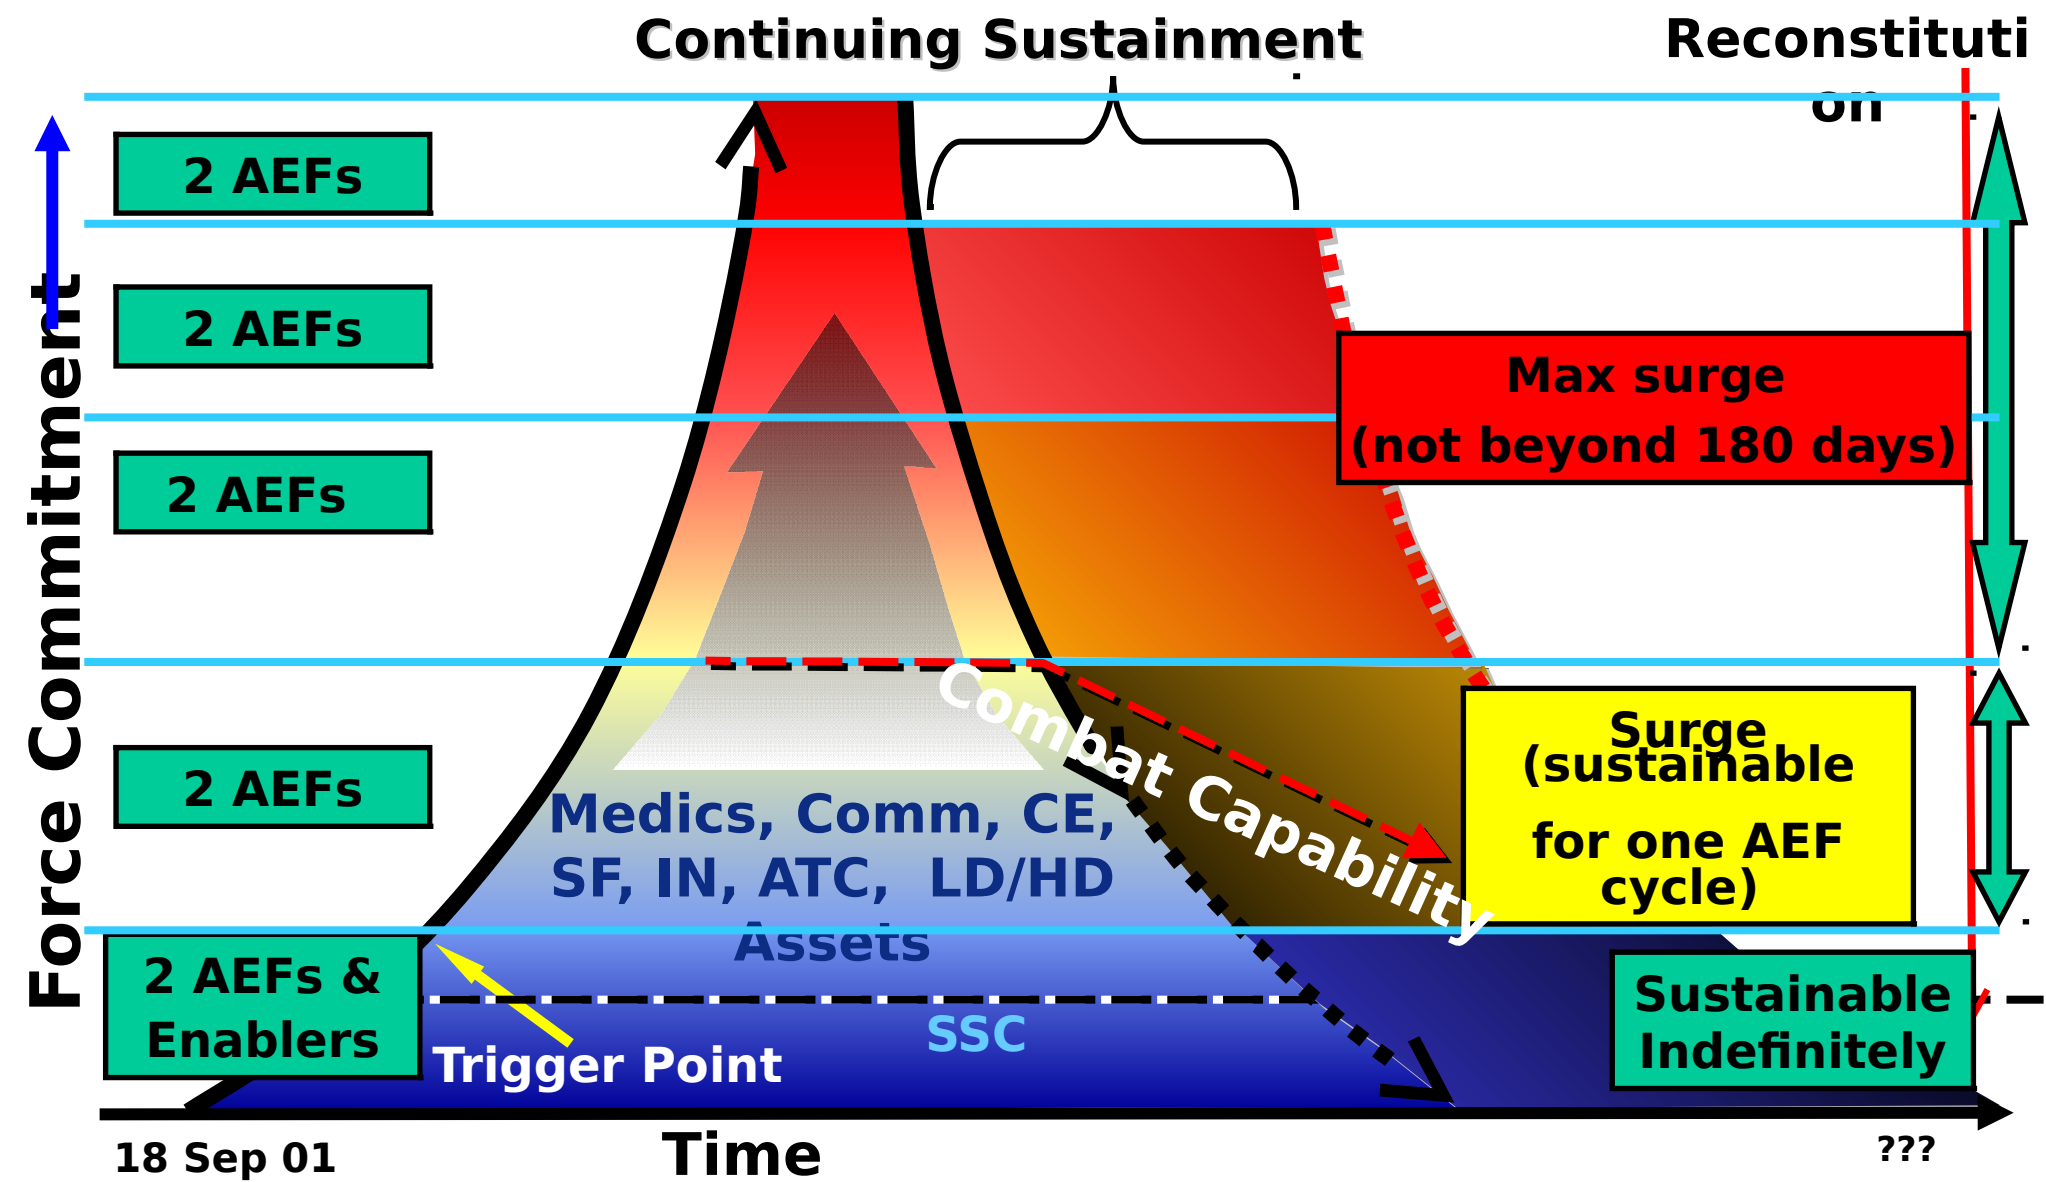 Continuing Sustainment
Reconstituti
on
2 AEFs
2 AEFs
2 AEFs
2 AEFs
2 AEFs &
Enablers
Force Commitment
Max surge
(not beyond 180 days)
Combat Capability
Surge
(sustainable
for one AEF
cycle)
Medics, Comm, CE,
SF, IN, ATC,  LD/HD
Assets
SSC
Trigger Point
Sustainable
Indefinitely
18 Sep 01
Time
???